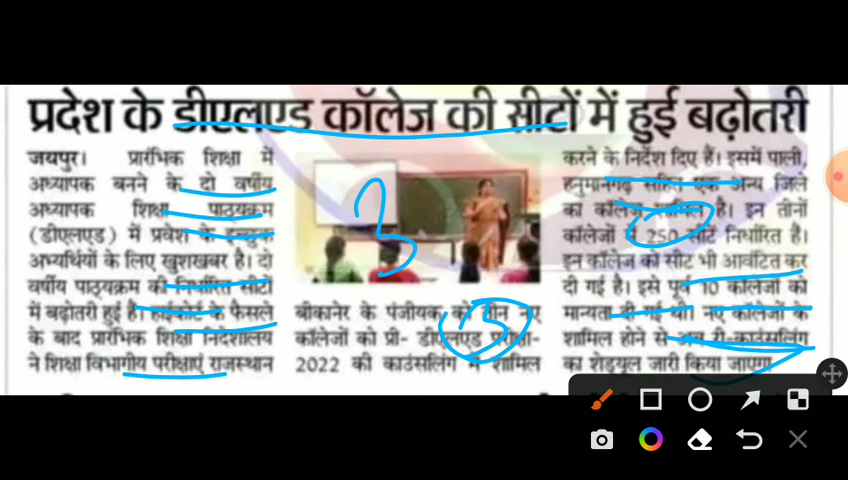 प्रदेश के डीएलएड कॉलेज की सीटों में हुई बढ़ोतरी
जयपुर। प्रारंभिक शिक्षा में
अध्यापक बनने के दो वर्षीय
अध्यापक शिक्षा पाठ्यक्रम
(डीएलएड) में प्रवेश के इच्छुक
अभ्यर्थियों के लिए खुशखबर है। दो
वर्षीय पाठ्यक्रम की निर्धारित सीटों
में बढ़ोतरी हुई है। हाईकोर्ट के फैसले
के बाद प्रारंभिक शिक्षा निदेशालय
ने शिक्षा विभागीय परीक्षाएं राजस्थान
3
बीकानेर के पंजीयक को तीन नए
कॉलेजों को प्री- डीएलएड परीक्षा-
2022 की काउंसलिंग में शामिल
3
करने के निर्देश दिए हैं। इसमें पाली,
हनुमानगढ़ सहित एक अन्य जिले
का कॉलेज शामिल है। इन तीनों
कॉलेजों में 250 सीटें निर्धारित हैं।
इन कॉलेज को सीट भी आवंटित कर
दी गई है। इसे पूर्व 10 कॉलेजों को
मान्यता दी गई थी। नए कॉलेजों के
शामिल होने से अब री-काउंसलिंग
का शेड्यूल जारी किया जाएगा